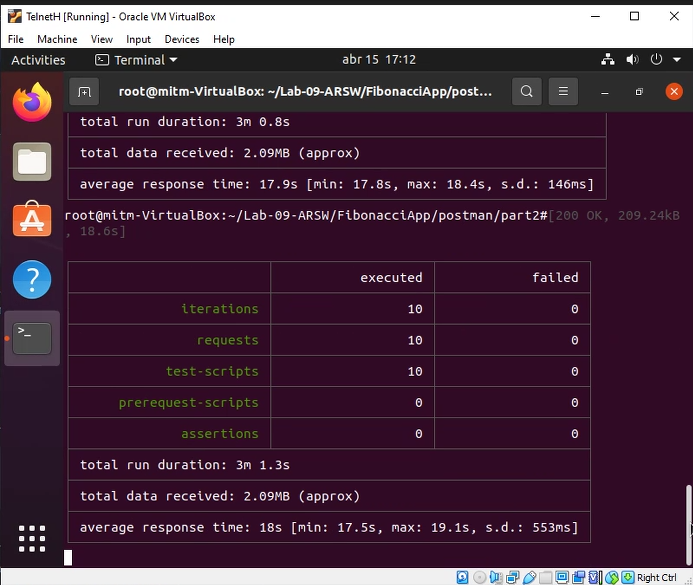 TelnetH [Running] - Oracle VM VirtualBox
File Machine View Input Devices Help
Activities Terminal abr 15 17:12
root@mitm-VirtualBox: ~/Lab-09-ARSW/FibonacciApp/post...
total run duration: 3m 0.8s
total data received: 2.09MB (approx)
average response time: 17.9s [min: 17.8s, max: 18.4s, s.d.: 146ms]
root@mitm-VirtualBox:~/Lab-09-ARSW/FibonacciApp/postman/part2#[200 OK, 209.24kB
, 18.6s]
executed failed
iterations 10 0
requests 10 0
test-scripts 10 0
prerequest-scripts 0 0
assertions 0 0
total run duration: 3m 1.3s
total data received: 2.09MB (approx)
average response time: 18s [min: 17.5s, max: 19.1s, s.d.: 553ms]
Right Ctrl